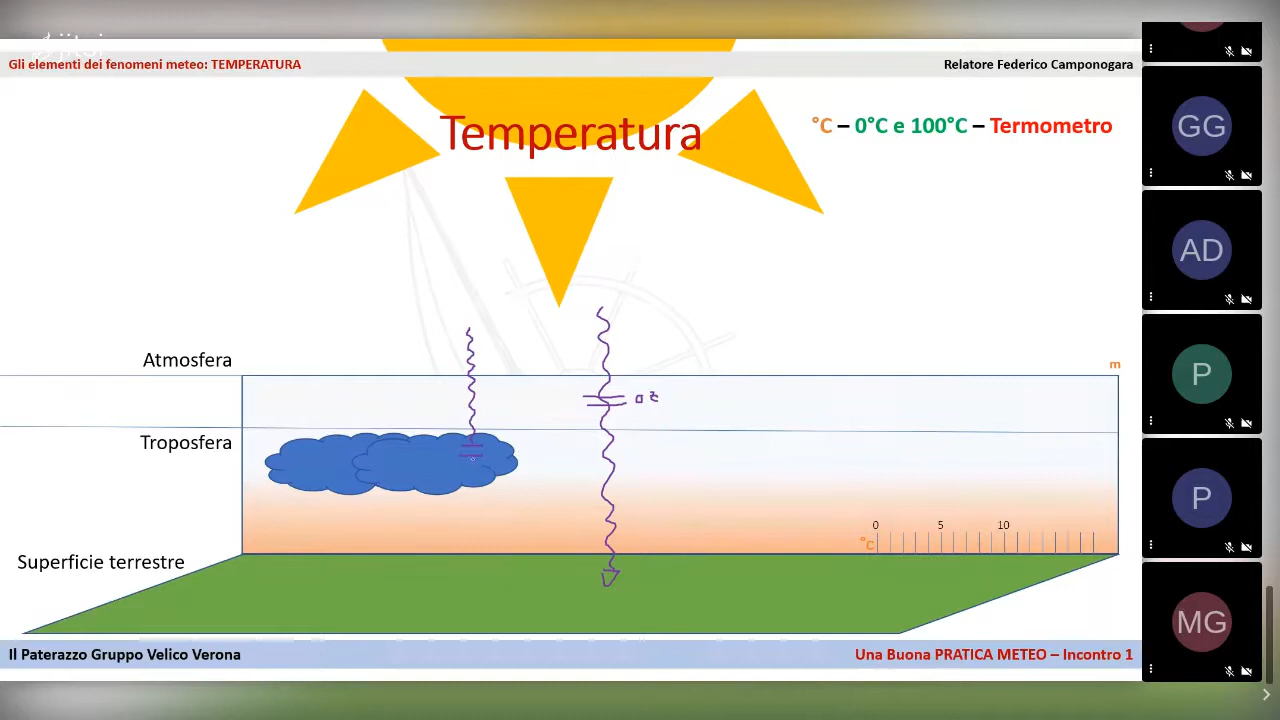 jitsi
Gli elementi dei fenomeni meteo: TEMPERATURA
Relatore Federico Camponogara
Temperatura
°C – 0°C e 100°C – Termometro
GG
AD
P
P
MG
Atmosfera
m
Troposfera
0 5 10
°C
Superficie terrestre
Il Paterazzo Gruppo Velico Verona
Una Buona PRATICA METEO – Incontro 1